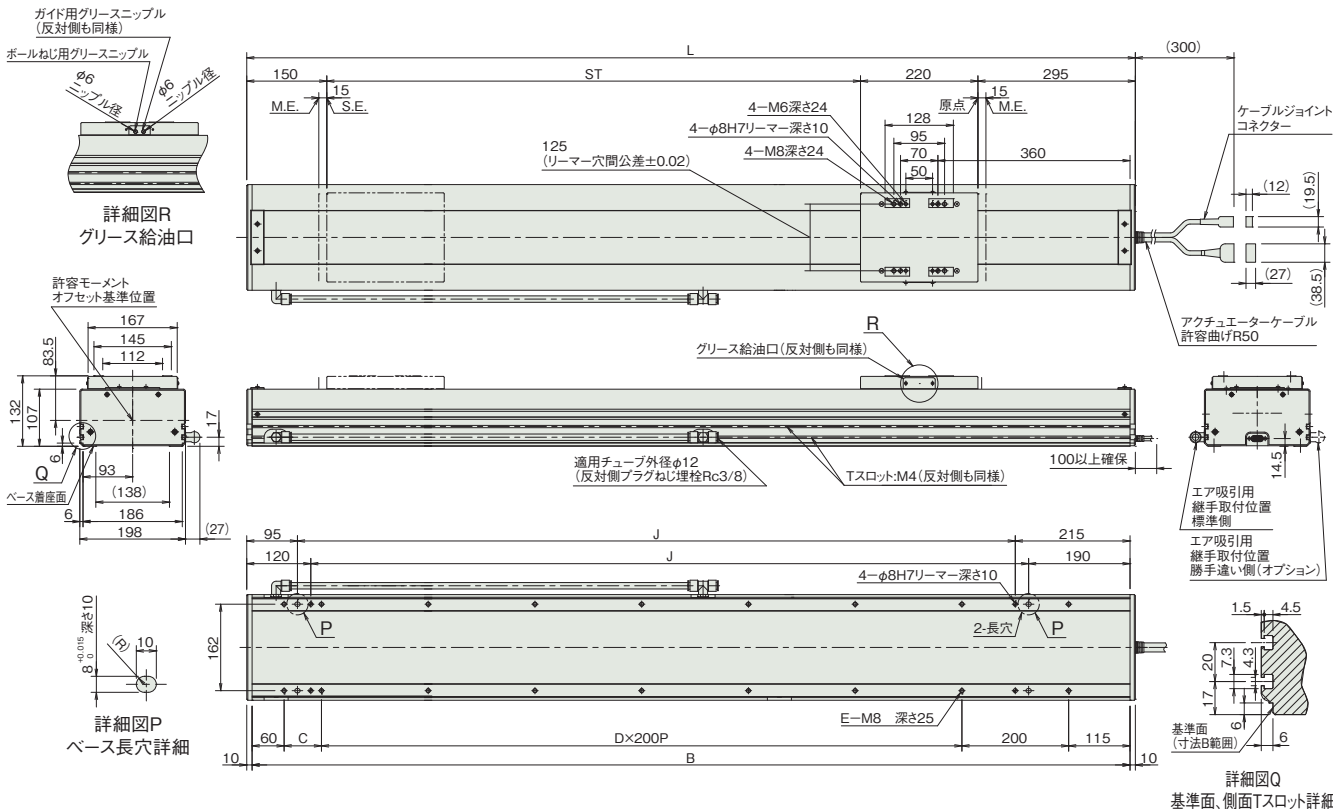 ガイド用グリースニップル
(反対側も同様)
ボールねじ用グリースニップル
φ6
ニップル径
φ6
ニップル径
詳細図R
グリース給油口
L
(300)
150
ST
220
295
15
M.E.
S.E.
原点
15
M.E.
4-M6深さ24
4-φ8H7リーマー深さ10
4-M8深さ24
128
95
70
50
360
125
(リーマー穴間公差±0.02)
ケーブルジョイント
コネクター
(12)
(19.5)
(27)
(38.5)
アクチュエーターケーブル
許容曲げR50
許容モーメント
オフセット基準位置
167
145
112
83.5
132
107
6
17
Q
93
ベース着座面
(138)
6
186
198
(27)
R
グリース給油口(反対側も同様)
適用チューブ外径φ12
(反対側プラグねじ埋栓Rc3/8)
Tスロット:M4(反対側も同様)
100以上確保
14.5
エア吸引用
継手取付位置
標準側
エア吸引用
継手取付位置
勝手違い側(オプション)
95
J
215
120
J
190
4-φ8H7リーマー深さ10
P
2-長穴
P
162
E-M8 深さ25
60
C
D×200P
200
115
10
B
10
8 +0.015 0 深さ10
(R)
10
詳細図P
ベース長穴詳細
1.5
4.5
20
7.3
4.3
17
6
6
基準面
(寸法B範囲)
詳細図Q
基準面、側面Tスロット詳細